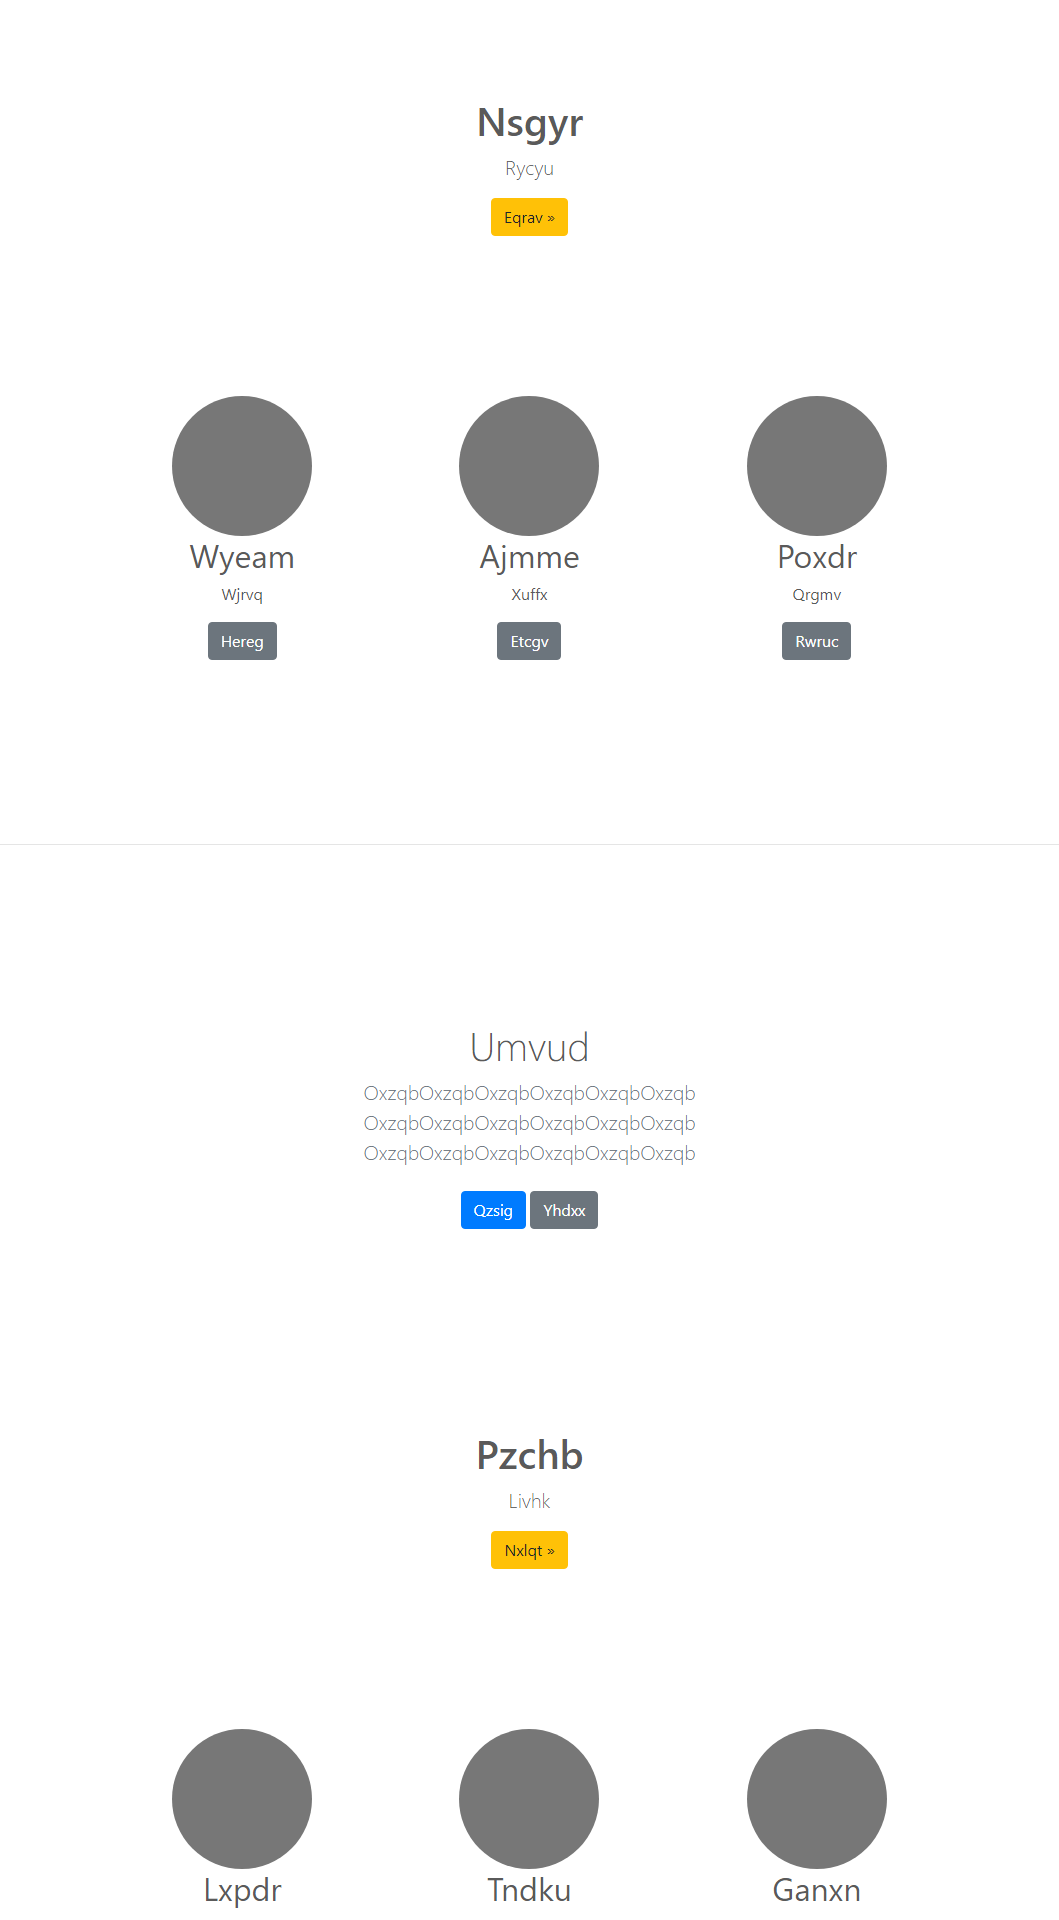 Nsgyr
Rycyu
Eqrav »
Wyeam
Ajmme
Poxdr
Wjrvq
Xuffx
Qrgmv
Hereg
Etcgv
Rwruc
Umvud
OxzqbOxzqbOxzqbOxzqbOxzqbOxzqb
OxzqbOxzqbOxzqbOxzqbOxzqbOxzqb
OxzqbOxzqbOxzqbOxzqbOxzqbOxzqb
Qzsig
Yhdxx
Pzchb
Livhk
Nxlqt »
Lxpdr
Tndku
Ganxn